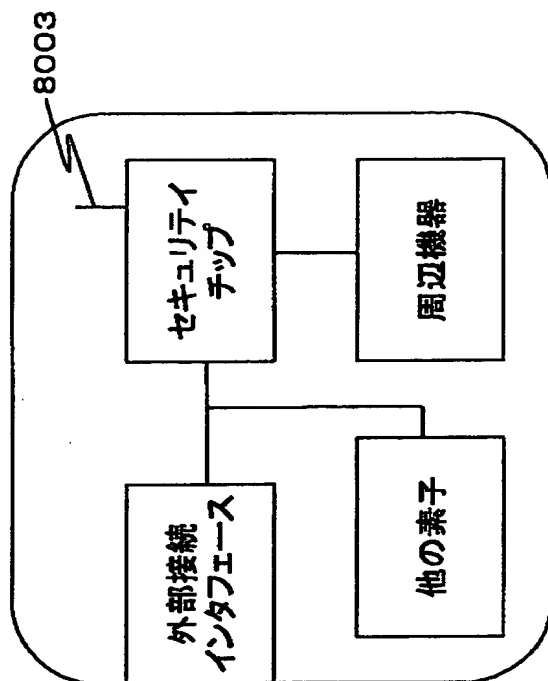 8003
外部接続
インタフェース
セキュリティ
チップ
他の素子
周辺機器